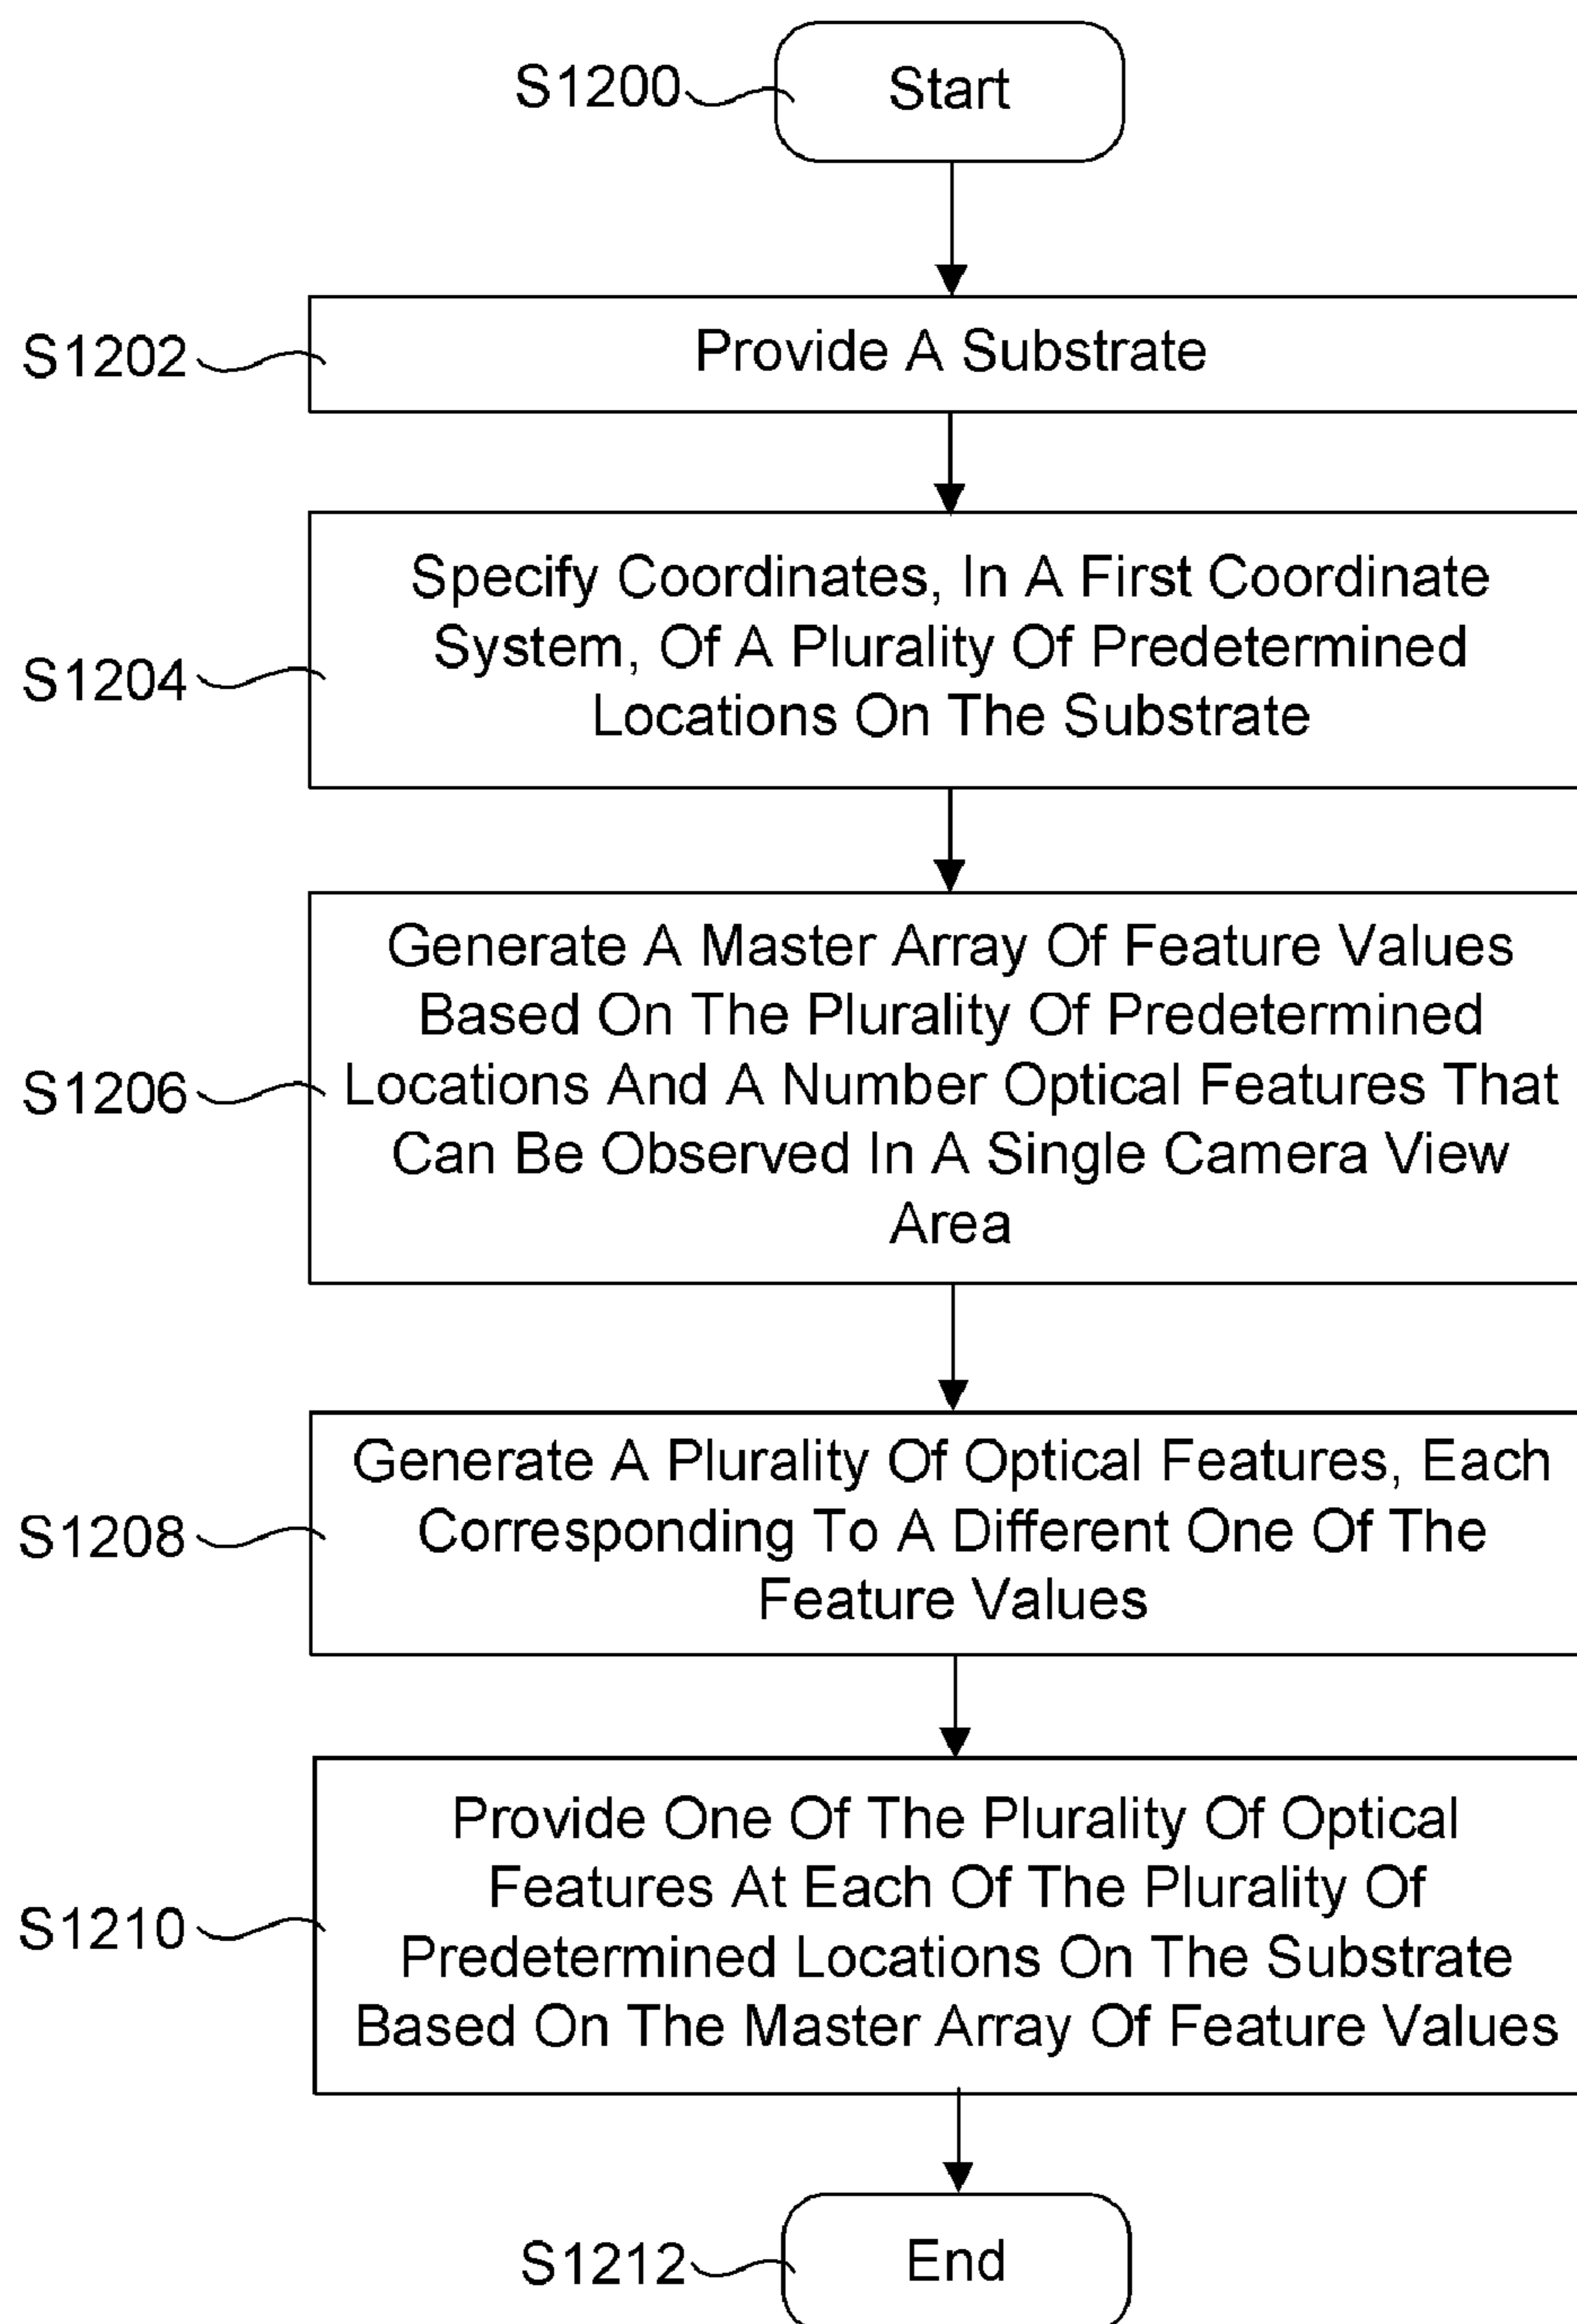 S1200
Start
S1202
Provide A Substrate
S1204
Specify Coordinates, In A First Coordinate
System, Of A Plurality Of Predetermined
Locations On The Substrate
S1206
Generate A Master Array Of Feature Values
Based On The Plurality Of Predetermined
Locations And A Number Optical Features That
Can Be Observed In A Single Camera View
Area
S1208
Generate A Plurality Of Optical Features, Each
Corresponding To A Different One Of The
Feature Values
S1210
Provide One Of The Plurality Of Optical
Features At Each Of The Plurality Of
Predetermined Locations On The Substrate
Based On The Master Array Of Feature Values
S1212
End